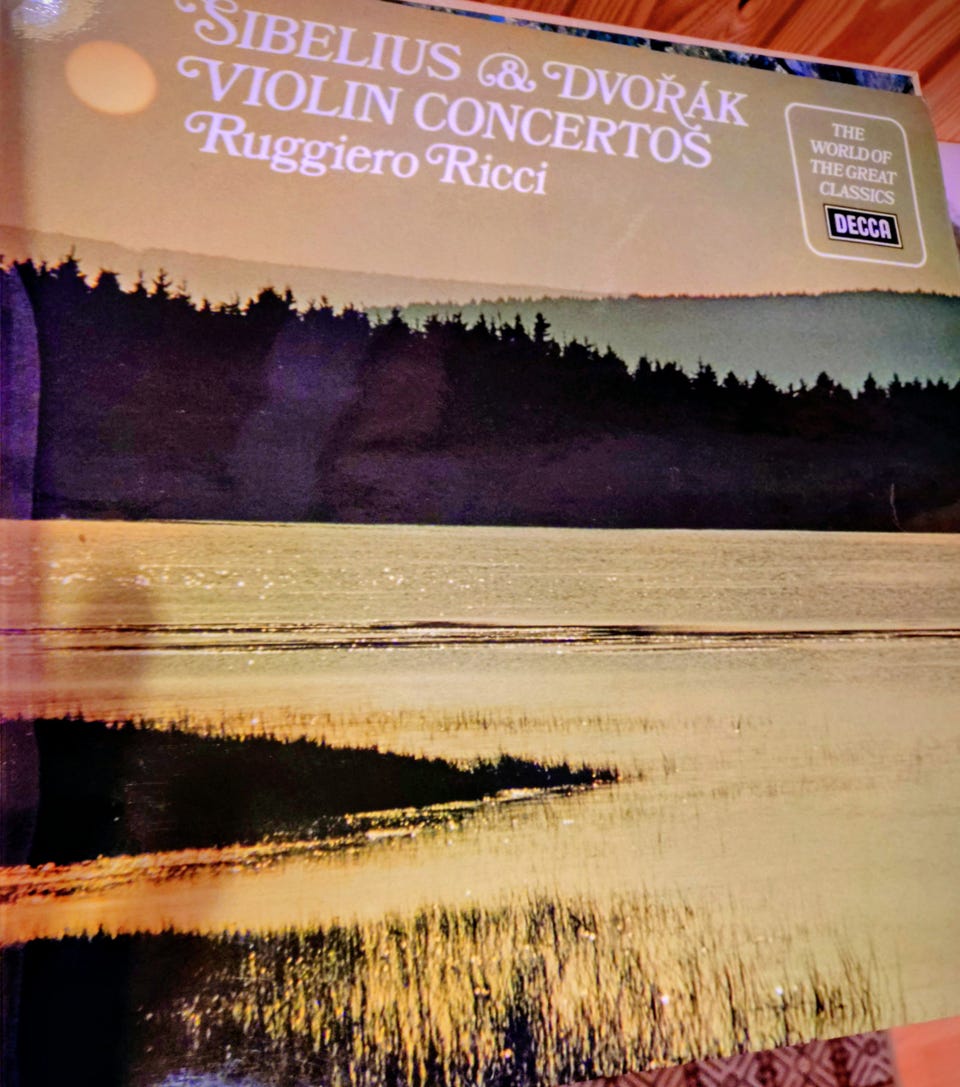 SIBELIUS & DVOŘÁK
VIOLIN CONCERTOS
Ruggiero Ricci
THE
WORLD OF
THE GREAT
CLASSICS
DECCA